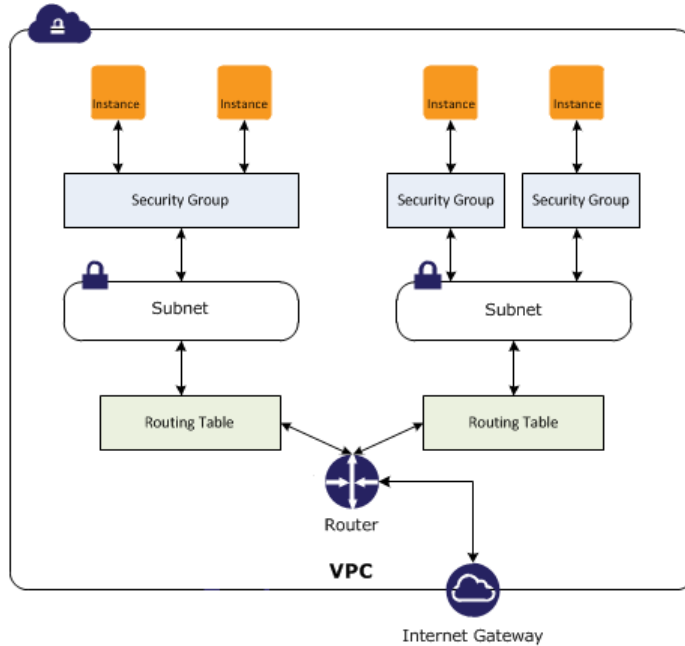 Instance
Instance
Instance
Instance
Security Group
Security Group
Security Group
Subnet
Subnet
Routing Table
Routing Table
Router
VPC
Internet Gateway